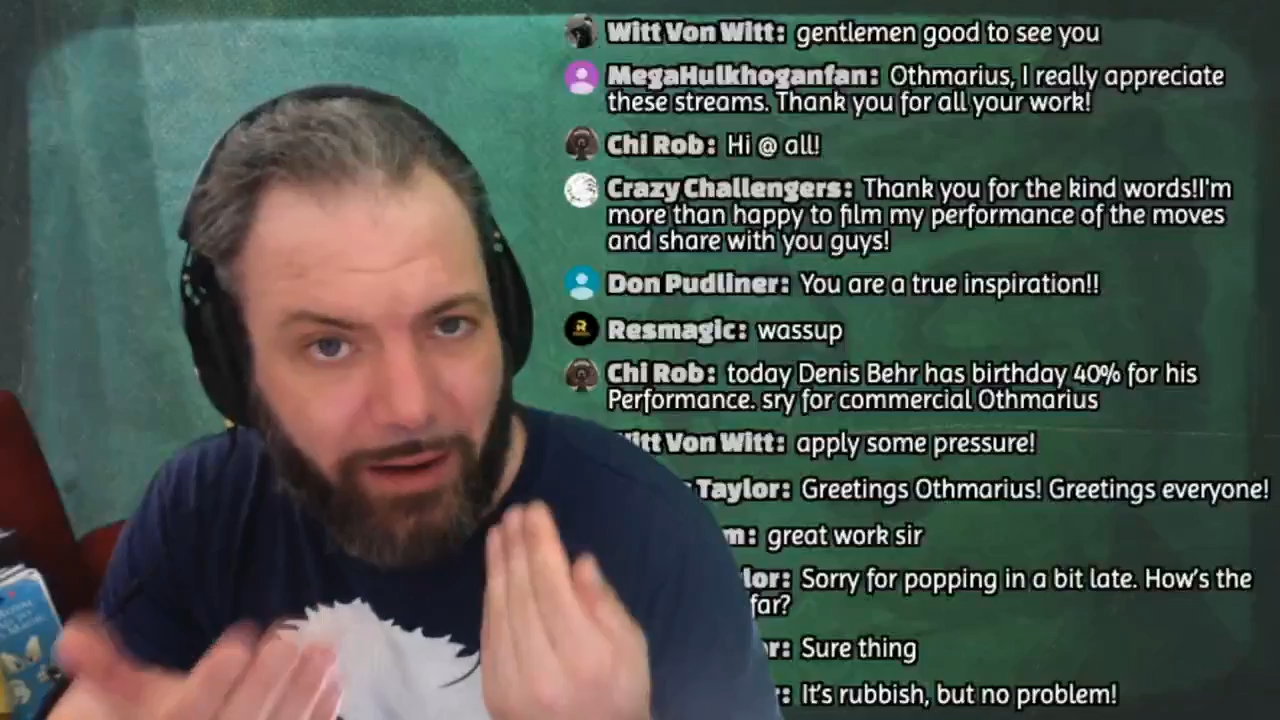 Witt Von Witt: gentlemen good to see you
MegaHulkhoganfan: Othmarius, I really appreciate
these streams. Thank you for all your work!
Chi Rob: Hi @ all!
Crazy Challengers: Thank you for the kind words!I'm
more than happy to film my performance of the moves
and share with you guys!
Don Pudliner: You are a true inspiration!!
Resmagic: wassup
Chi Rob: today Denis Behr has birthday 40% for his
Performance. sry for commercial Othmarius
Witt Von Witt: apply some pressure!
Taylor: Greetings Othmarius! Greetings everyone!
m: great work sir
lor: Sorry for popping in a bit late. How's the
far?
r: Sure thing
: It's rubbish, but no problem!